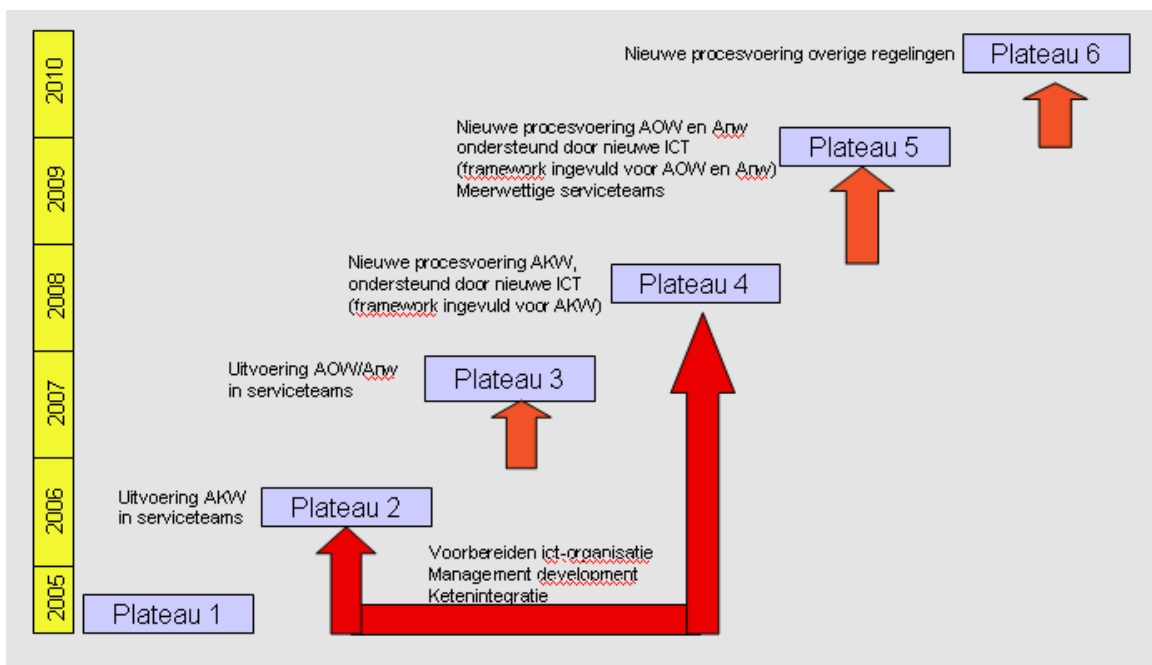 2010
2009
2008
2007
2006
2005
Nieuwe procesvoering overige regelingen
Plateau 6
Nieuwe procesvoering AOW en Anw
ondersteund door nieuwe ICT
(framework ingevuld voor AOW en Anw)
Meerwettige serviceteams
Plateau 5
Nieuwe procesvoering AKW,
ondersteund door nieuwe ICT
(framework ingevuld voor AKW)
Plateau 4
Uitvoering AOW/Anw
in serviceteams
Plateau 3
Uitvoering AKW
in serviceteams
Plateau 2
Voorbereiden ict-organisatie
Management development
Ketenintegratie
Plateau 1